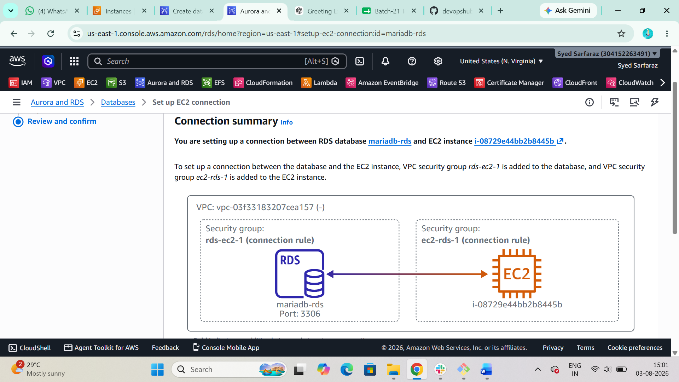 (4) Whats
Instances
Create dat
Aurora an
Greeting
Batch-21
devopsbul
Ask Gemini
us-east-1.console.aws.amazon.com/rds/home?region=us-east-1#setup-ec2-connection:id=mariadb-rds
aws
Search
[Alt+S]
United States (N. Virginia)
Syed Sarfaraz (304152263491)
Syed Sarfaraz
IAM
VPC
EC2
S3
Aurora and RDS
EFS
CloudFormation
Lambda
Amazon EventBridge
Route 53
Certificate Manager
CloudFront
CloudWatch
Aurora and RDS
Databases
Set up EC2 connection
Review and confirm
Connection summary Info
You are setting up a connection between RDS database mariadb-rds and EC2 instance i-08729e44bb2b8445b.
To set up a connection between the database and the EC2 instance, VPC security group rds-ec2-1 is added to the database, and VPC security
group ec2-rds-1 is added to the EC2 instance.
VPC: vpc-03f33183207cea157 (-)
Security group:
rds-ec2-1 (connection rule)
RDS
mariadb-rds
Port: 3306
Security group:
ec2-rds-1 (connection rule)
EC2
i-08729e44bb2b8445b
CloudShell
Agent Toolkit for AWS
Feedback
Console Mobile App
© 2026, Amazon Web Services, Inc. or its affiliates.
Privacy
Terms
Cookie preferences
2
29°C
Mostly sunny
Search
ENG
IN
15:01
03-08-2026